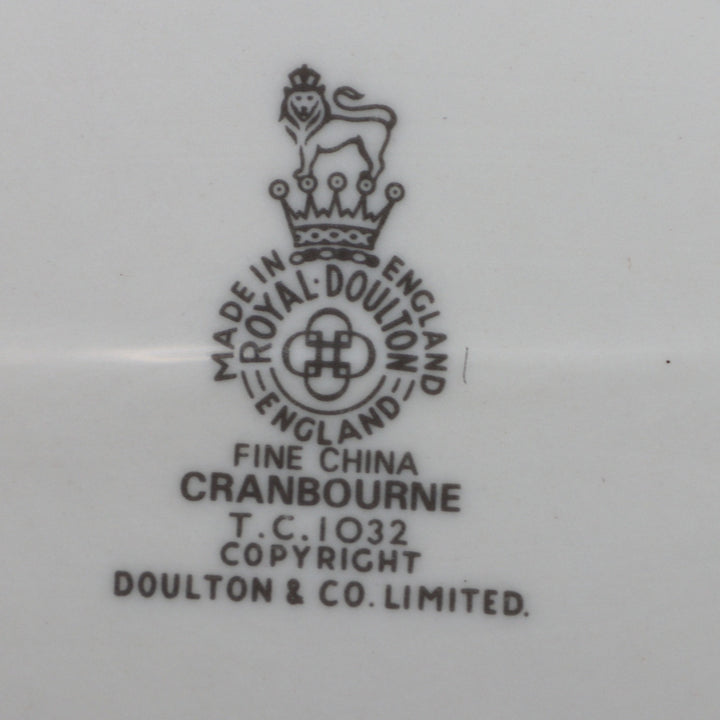 MADE IN ENGLAND
ROYAL·DOULTON
ENGLAND
FINE CHINA
CRANBOURNE
T.C.1032
COPYRIGHT
DOULTON & CO. LIMITED.